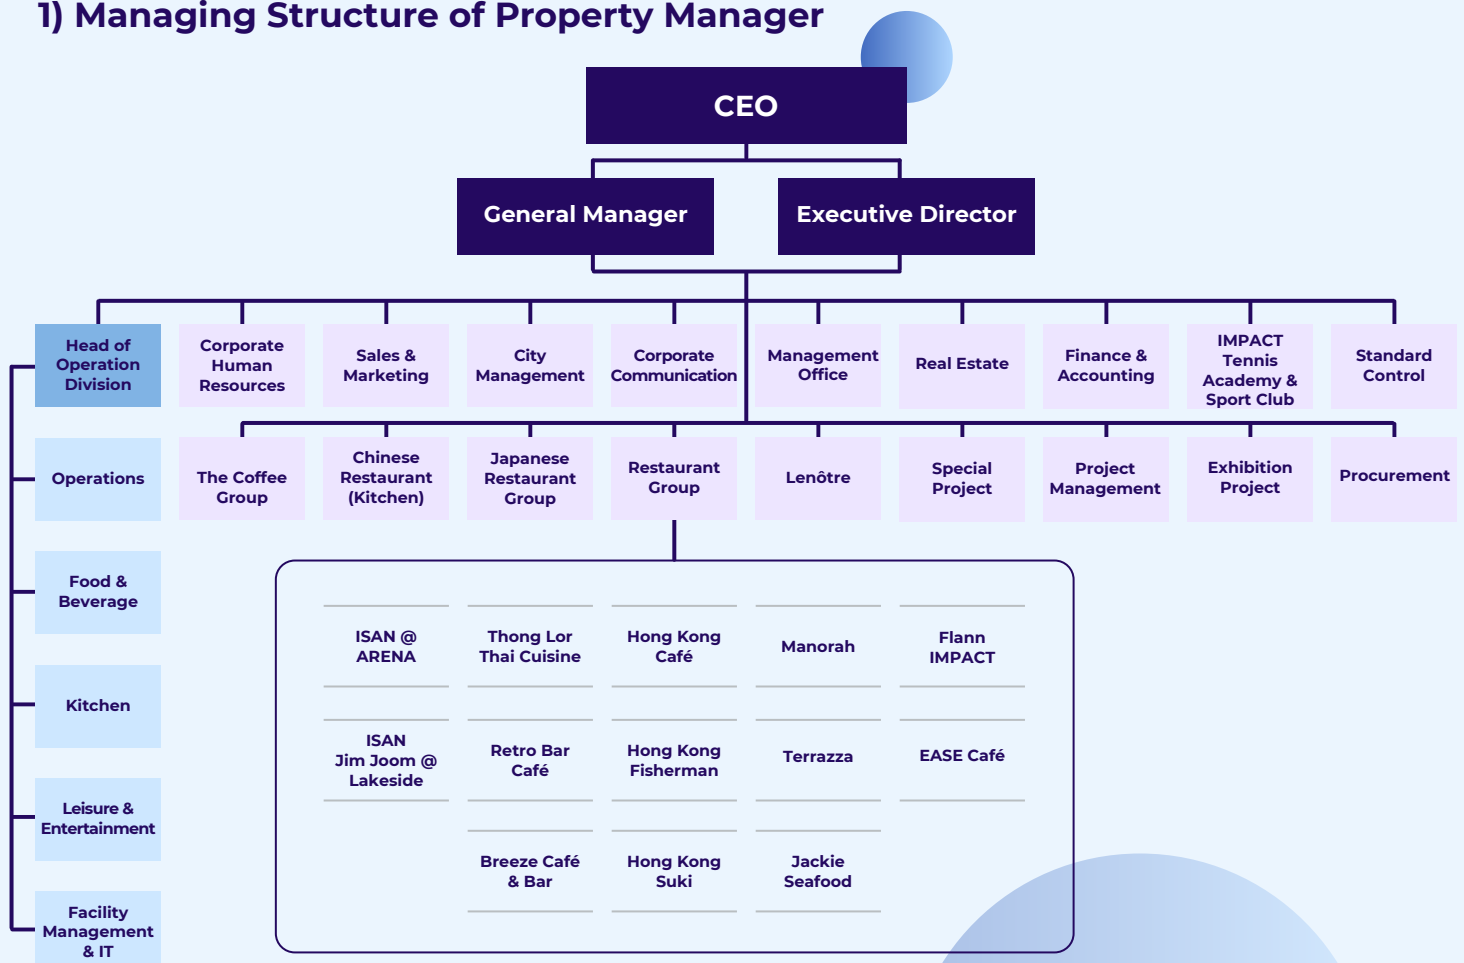 1) Managing Structure of Property Manager
CEO
General Manager
Executive Director
Head of
Operation
Division
Corporate
Human
Resources
Sales &
Marketing
City
Management
Corporate
Communication
Management
Office
Real Estate
Finance &
Accounting
IMPACT
Tennis
Academy &
Sport Club
Standard
Control
Operations
The Coffee
Group
Chinese
Restaurant
(Kitchen)
Japanese
Restaurant
Group
Restaurant
Group
Lenôtre
Special
Project
Project
Management
Exhibition
Project
Procurement
Food &
Beverage
Kitchen
Leisure &
Entertainment
Facility
Management
& IT
ISAN @
ARENA
Thong Lor
Thai Cuisine
Hong Kong
Café
Manorah
Flann
IMPACT
ISAN
Jim Joom @
Lakeside
Retro Bar
Café
Hong Kong
Fisherman
Terrazza
EASE Café
Breeze Café
& Bar
Hong Kong
Suki
Jackie
Seafood